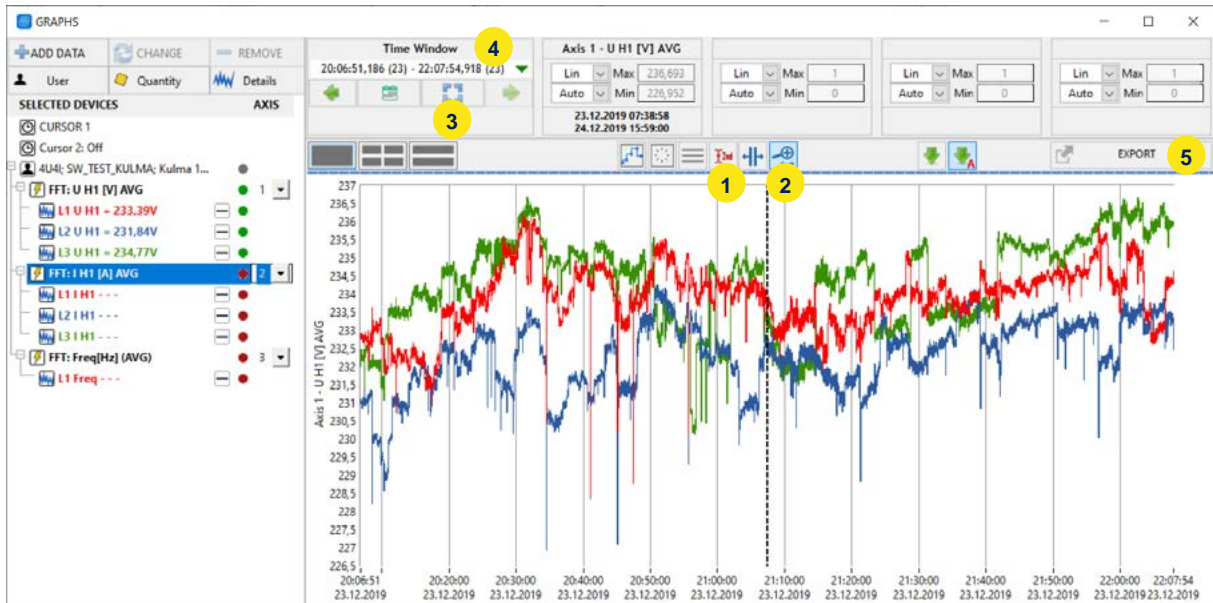 GRAPHS
ADD DATA CHANGE REMOVE
User Quantity Details
SELECTED DEVICES AXIS
CURSOR 1
Cursor 2: Off
4U4I; SW_TEST_KULMA; Kulma 1...
FFT: U H1 [V] AVG 1
L1 U H1 = 233,39V
L2 U H1 = 231,84V
L3 U H1 = 234,77V
FFT: I H1 [A] AVG 2
L1 I H1 - - -
L2 I H1 - - -
L3 I H1 - - -
FFT: Freq[Hz] (AVG) 3
L1 Freq - - -
Time Window 4
20:06:51,186 (23) - 22:07:54,918 (23)
3
Axis 1 - U H1 [V] AVG
Lin Max 236,693
Auto Min 226,952
23.12.2019 07:38:58
24.12.2019 15:59:00
Lin Max 1
Auto Min 0
Lin Max 1
Auto Min 0
Lin Max 1
Auto Min 0
2nd
A
EXPORT 5
1 2
Axis 1 - U H1 [V] AVG
237
236,5
236
235,5
235
234,5
234
233,5
233
232,5
232
231,5
231
230,5
230
229,5
229
228,5
228
227,5
227
226,5
20:06:51 20:20:00 20:30:00 20:40:00 20:50:00 21:00:00 21:10:00 21:20:00 21:30:00 21:40:00 21:50:00 22:00:00 22:07:54
23.12.2019 23.12.2019 23.12.2019 23.12.2019 23.12.2019 23.12.2019 23.12.2019 23.12.2019 23.12.2019 23.12.2019 23.12.2019 23.12.2019 23.12.2019